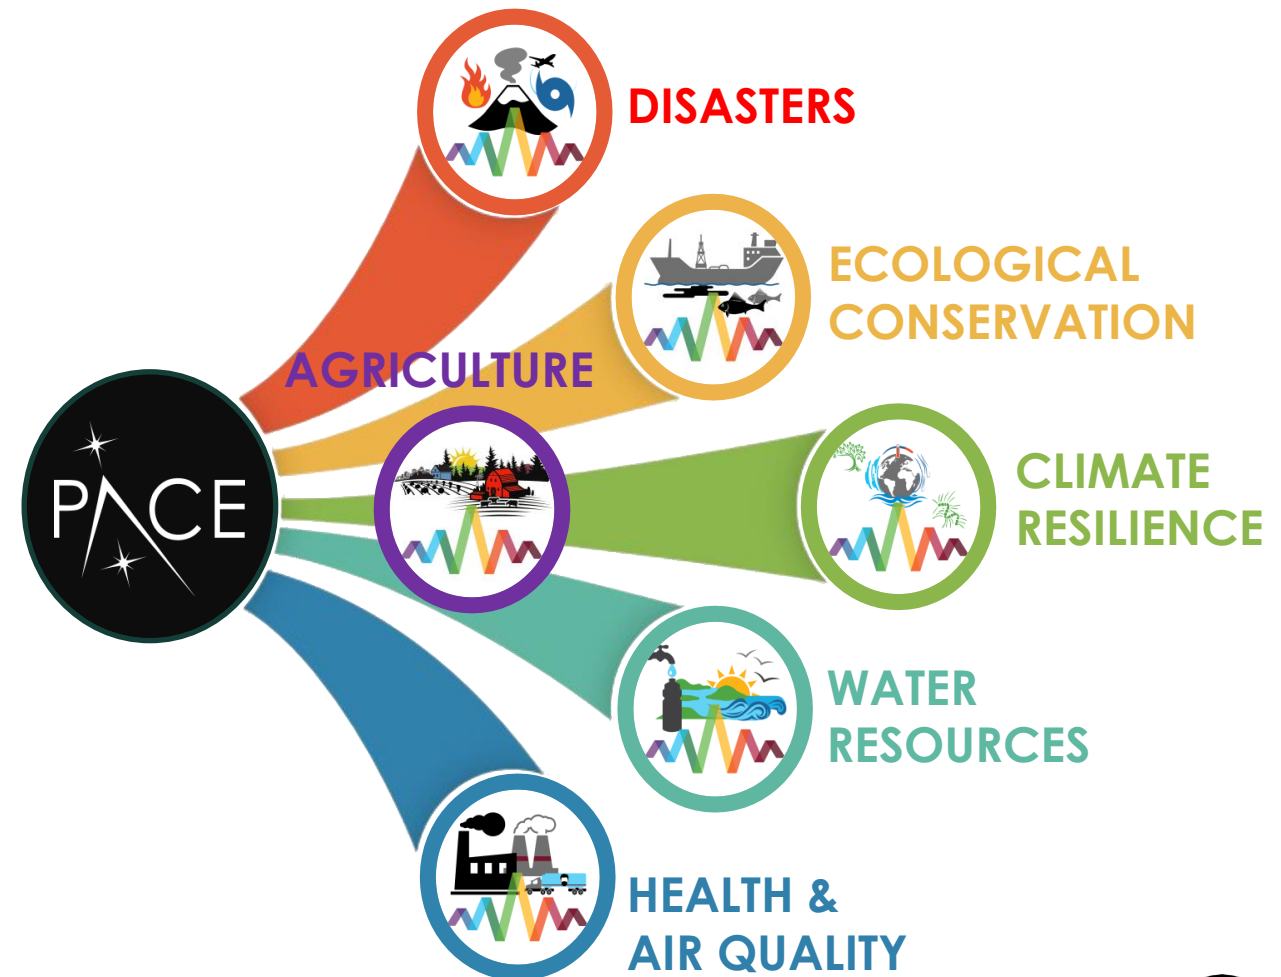 DISASTERS
ECOLOGICAL
CONSERVATION
AGRICULTURE
PACE
CLIMATE
RESILIENCE
WATER
RESOURCES
HEALTH &
AIR QUALITY